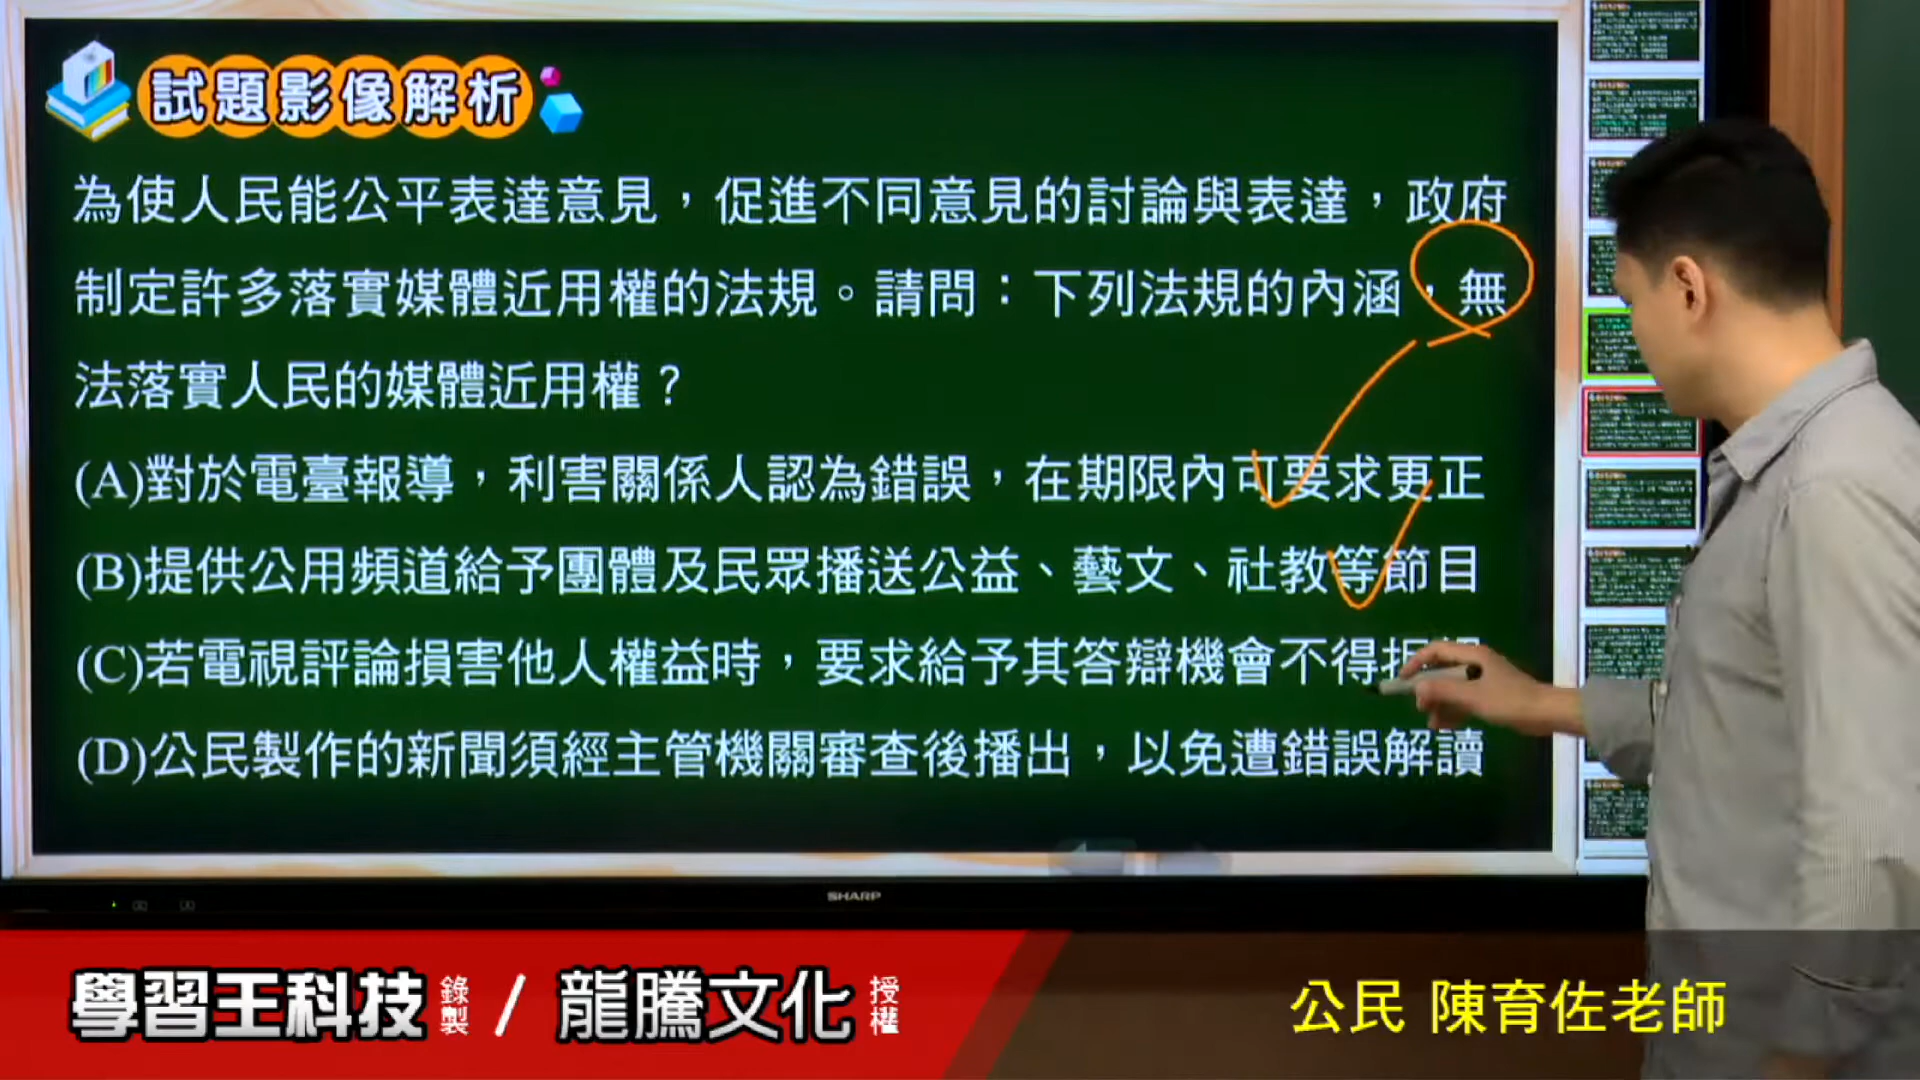 試題影像解析
為使人民能公平表達意見，促進不同意見的討論與表達，政府
制定許多落實媒體近用權的法規。請問：下列法規的內涵，無
法落實人民的媒體近用權？
(A)對於電臺報導，利害關係人認為錯誤，在期限內可要求更正
(B)提供公用頻道給予團體及民眾播送公益、藝文、社教等節目
(C)若電視評論損害他人權益時，要求給予其答辯機會不得
(D)公民製作的新聞須經主管機關審查後播出，以免遭錯誤解讀
SHARP
學習王科技錄製 / 龍騰文化授權
公民 陳育佐老師